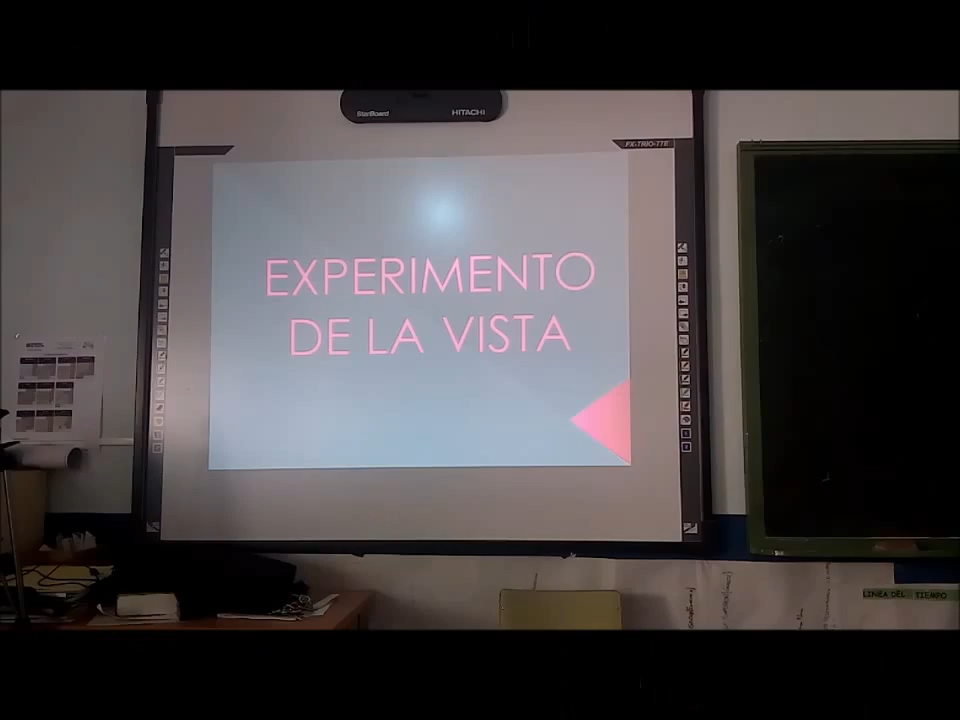 StarBoard HITACHI
FX-TRIO-77E
EXPERIMENTO
DE LA VISTA
LINEA DEL TIEMPO